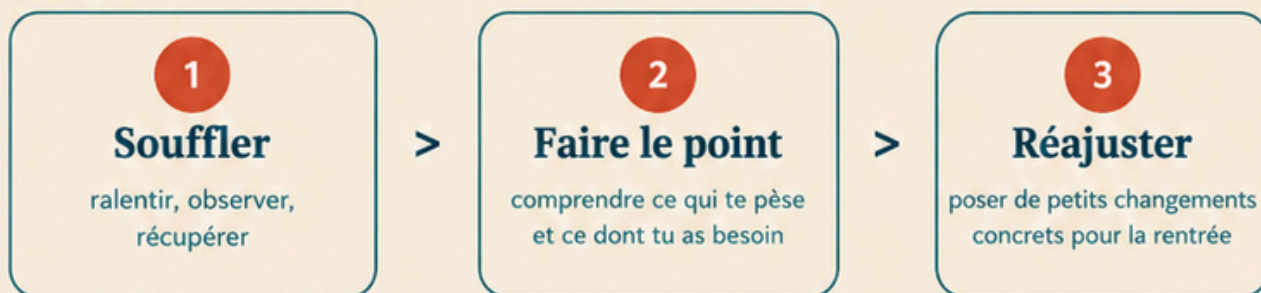 1
Souffler
ralentir, observer,
récupérer
>
2
Faire le point
comprendre ce qui te pèse
et ce dont tu as besoin
>
3
Réajuster
poser de petits changements
concrets pour la rentrée